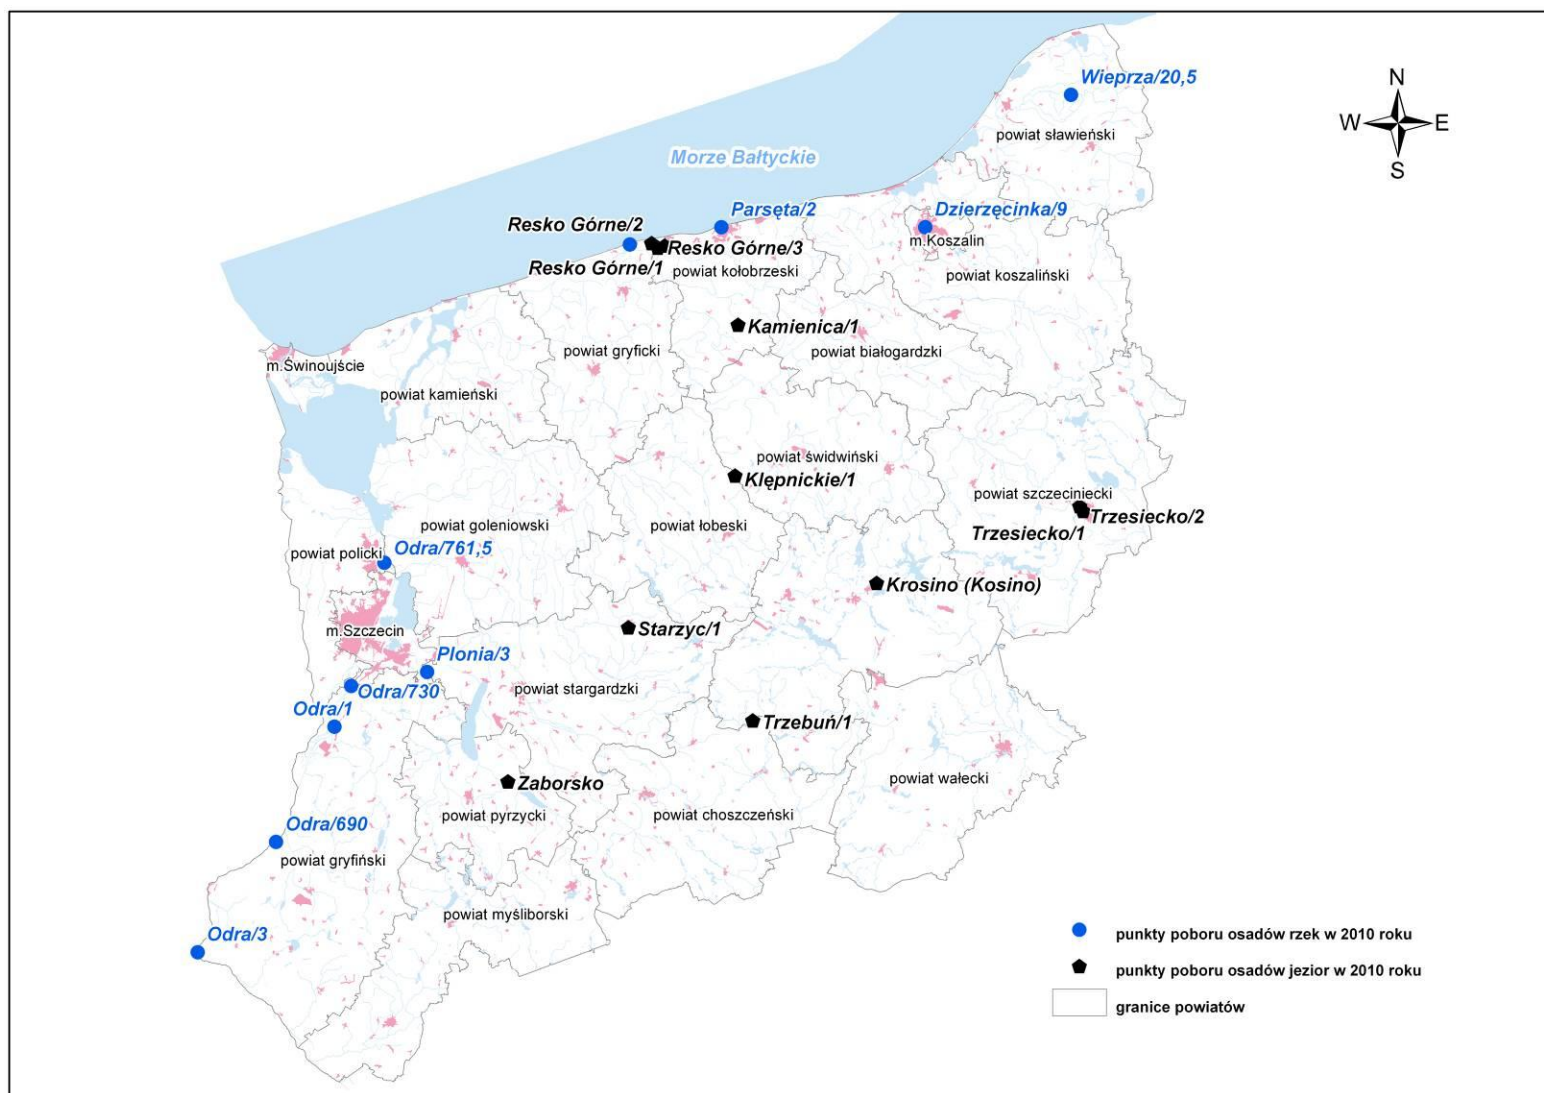 N
Wieprza/20,5
W
E
powiat sławieński
Morze Bałtyckie
S
Resko Górne/2
Parsęta/2
Dzierzęcinka/9
m.Koszalin
Resko Górne/3
Resko Górne/1
powiat kołobrzeski
powiat koszaliński
Kamienica/1
powiat gryficki
powiat białogardzki
m.Świnoujście
powiat kamieński
powiat świdwiński
Klępnickie/1
powiat szczeciniecki
Trzesiecko/2
Trzesiecko/1
powiat goleniowski
powiat łobeski
powiat policki
Odra/761,5
Krosino (Kosino)
m.Szczecin
Starzyc/1
Plonia/3
Odra/730
powiat stargardzki
Odra/1
Trzebuń/1
Zaborsko
powiat wałecki
powiat pyrzycki
powiat choszczeński
Odra/690
powiat gryfiński
powiat myśliborski
Odra/3
punkty poboru osadów rzek w 2010 roku
punkty poboru osadów jezior w 2010 roku
granice powiatów